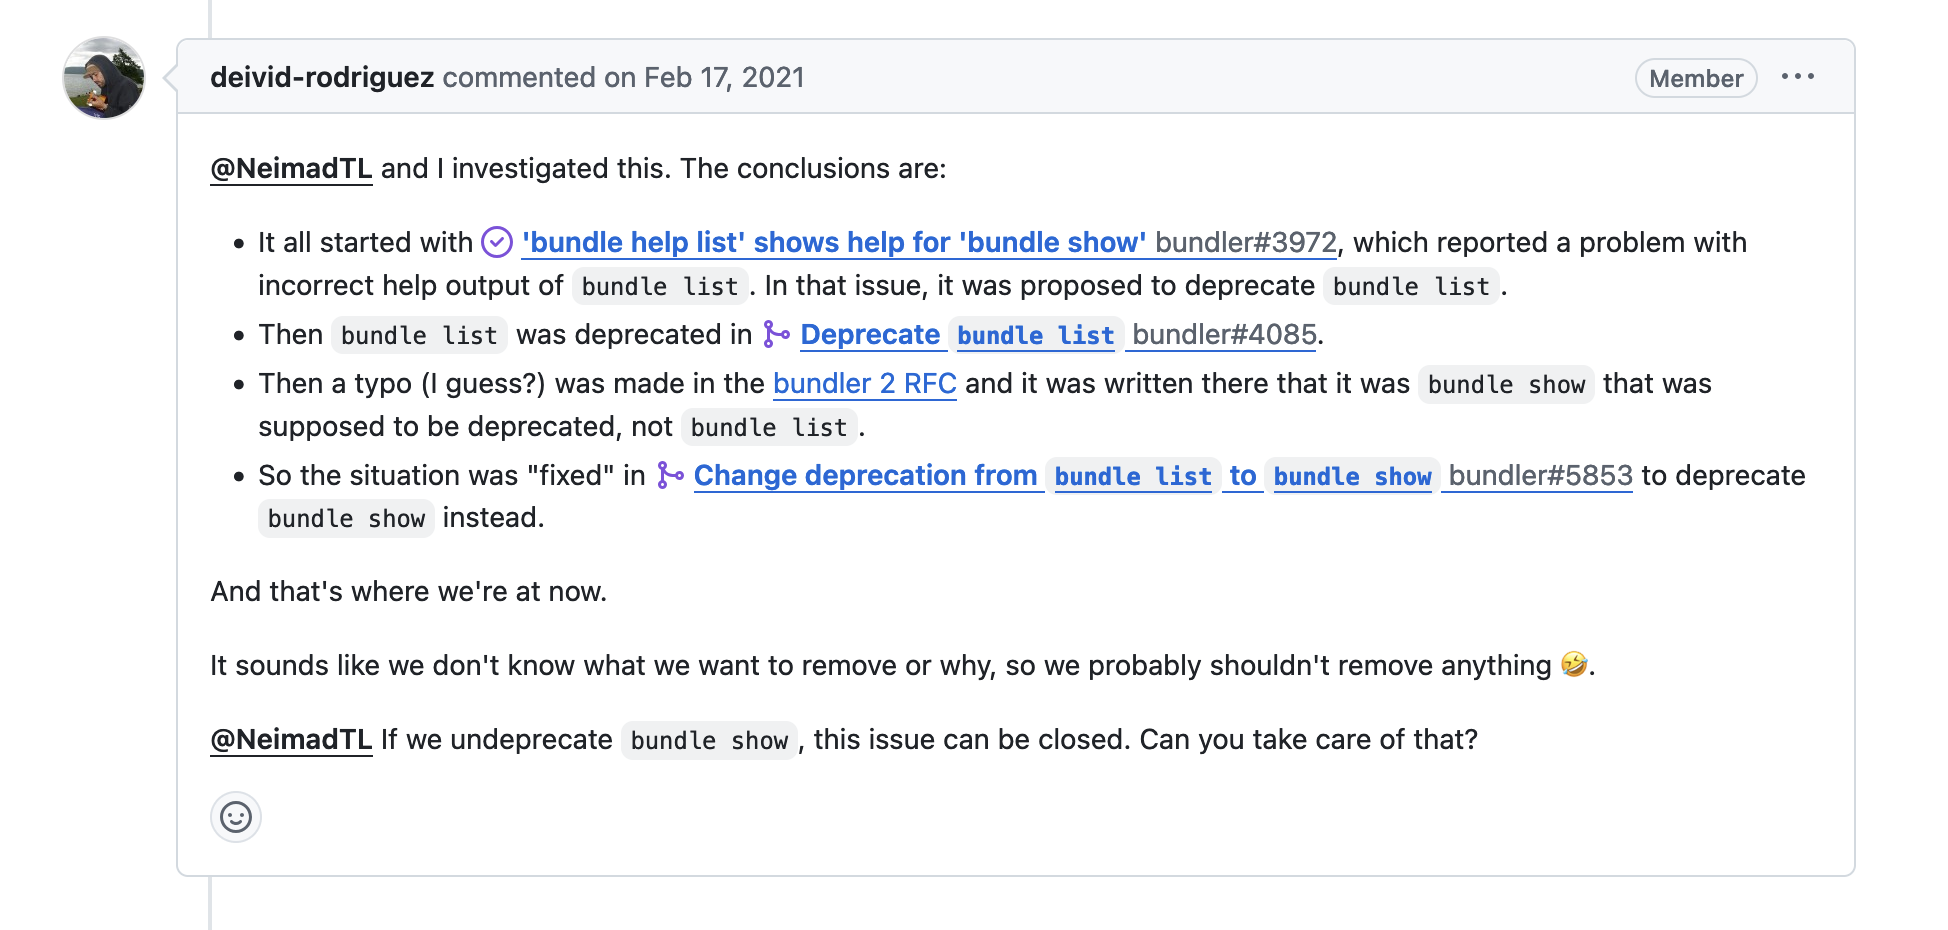 deivid-rodriguez commented on Feb 17, 2021 Member
@NeimadTL and I investigated this. The conclusions are:
• It all started with 'bundle help list' shows help for 'bundle show' bundler#3972, which reported a problem with
incorrect help output of bundle list. In that issue, it was proposed to deprecate bundle list.
• Then bundle list was deprecated in Deprecate bundle list bundler#4085.
• Then a typo (I guess?) was made in the bundler 2 RFC and it was written there that it was bundle show that was
supposed to be deprecated, not bundle list.
• So the situation was "fixed" in Change deprecation from bundle list to bundle show bundler#5853 to deprecate
bundle show instead.
And that's where we're at now.
It sounds like we don't know what we want to remove or why, so we probably shouldn't remove anything 🤣.
@NeimadTL If we undeprecate bundle show, this issue can be closed. Can you take care of that?